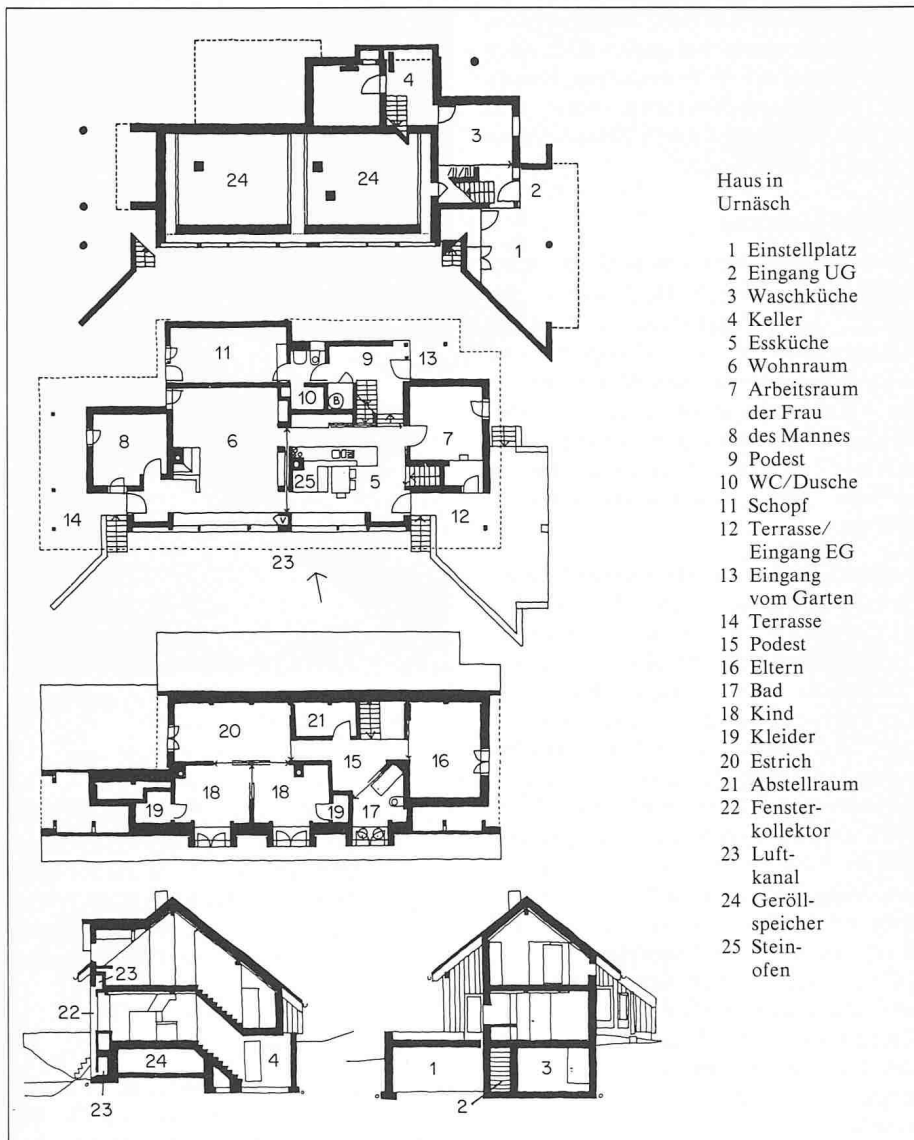 4
3
24
24
2
1
11
9
13
10
B
6
7
8
25
5
14
V
12
23
20
21
15
16
18
18
19
19
17
23
22
24
4
23
1
3
2
Haus in
Urnäsch
1 Einstellplatz
2 Eingang UG
3 Waschküche
4 Keller
5 Essküche
6 Wohnraum
7 Arbeitsraum
der Frau
8 des Mannes
9 Podest
10 WC/Dusche
11 Schopf
12 Terrasse/
Eingang EG
13 Eingang
vom Garten
14 Terrasse
15 Podest
16 Eltern
17 Bad
18 Kind
19 Kleider
20 Estrich
21 Abstellraum
22 Fenster-
kollektor
23 Luft-
kanal
24 Geröll-
speicher
25 Stein-
ofen